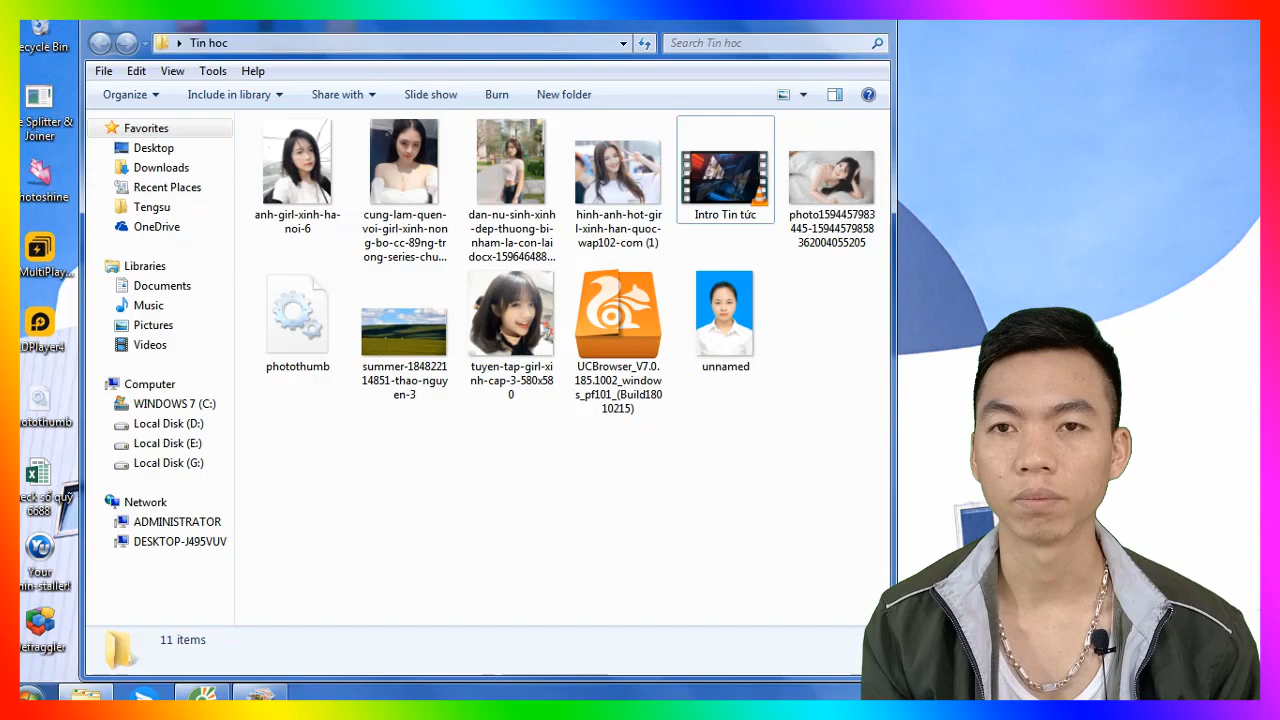 ecycle Bin
e Splitter &
Joiner
hotoshine
MultiPlay...
DPlayer4
otothumb
eck số quỹ
6688
Your
nin-staller!
efraggler
Tin hoc
Search Tin hoc
File Edit View Tools Help
Organize Include in library Share with Slide show Burn New folder
Favorites
Desktop
Downloads
Recent Places
Tengsu
OneDrive
Libraries
Documents
Music
Pictures
Videos
Computer
WINDOWS 7 (C:)
Local Disk (D:)
Local Disk (E:)
Local Disk (G:)
Network
ADMINISTRATOR
DESKTOP-J495VUV
anh-girl-xinh-ha-
noi-6
cung-lam-quen-
voi-girl-xinh-non
g-bo-cc-89ng-tr
ong-series-chu...
dan-nu-sinh-xinh
-dep-thuong-bi-
nham-la-con-lai
docx-159646488...
hinh-anh-hot-gir
l-xinh-han-quoc-
wap102-com (1)
Intro Tin tức
photo1594457983
445-15944579858
362004055205
photothumb
summer-1848221
14851-thao-nguy
en-3
tuyen-tap-girl-xi
nh-cap-3-580x58
0
UCBrowser_V7.0.
185.1002_window
s_pf101_(Build18
10215)
unnamed
11 items